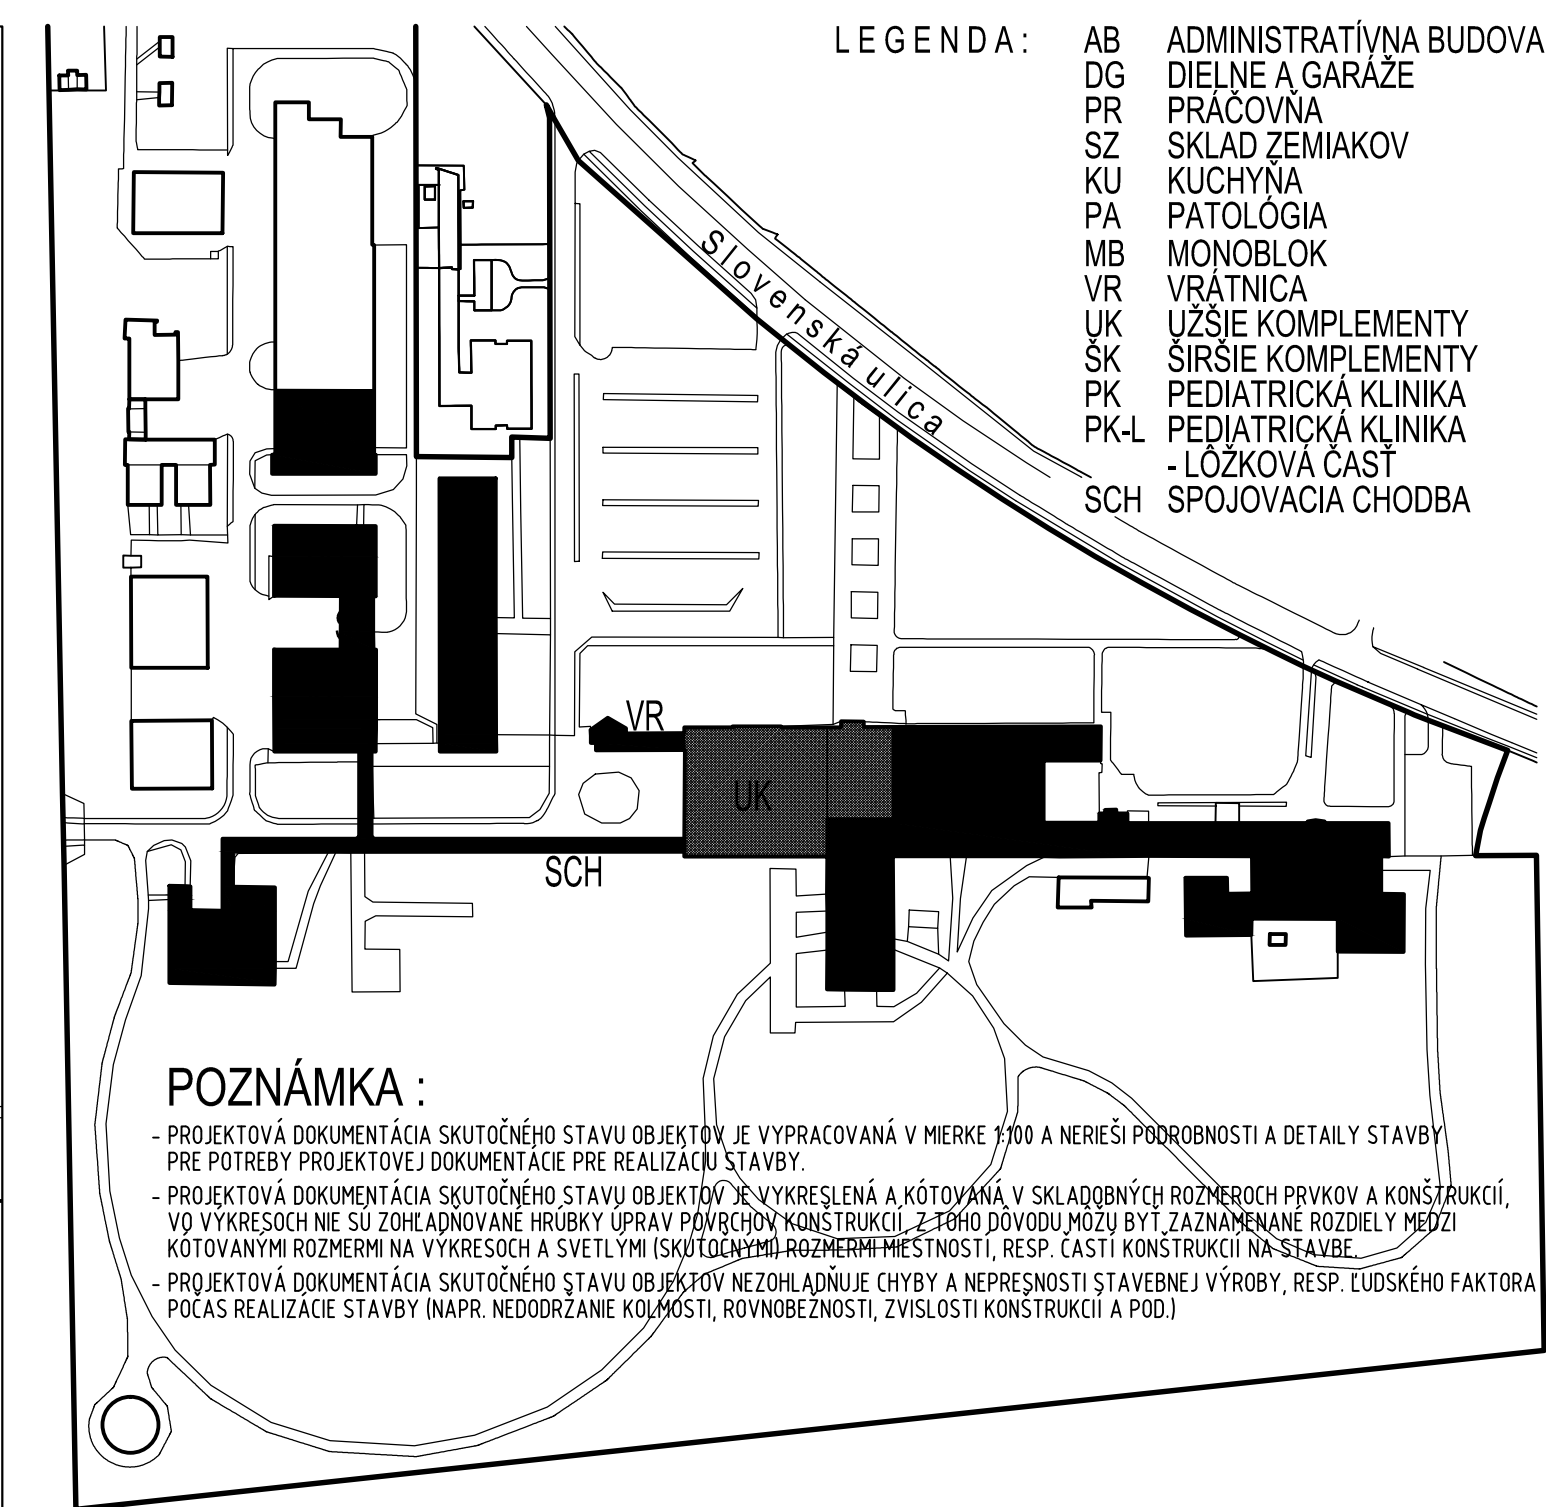 L E G E N D A :
AB ADMINISTRATÍVNA BUDOVA
DG DIELNE A GARÁŽE
PR PRÁČOVŇA
SZ SKLAD ZEMIAKOV
KU KUCHYŇA
PA PATOLÓGIA
MB MONOBLOK
VR VRÁTNICA
UK UŽŠIE KOMPLEMENTY
ŠK ŠIRŠIE KOMPLEMENTY
PK PEDIATRICKÁ KLINIKA
PK-L PEDIATRICKÁ KLINIKA
- LÔŽKOVÁ ČASŤ
SCH SPOJOVACIA CHODBA
Slovenská ulica
VR
UK
SCH
POZNÁMKA :
- PROJEKTOVÁ DOKUMENTÁCIA SKUTOČNÉHO STAVU OBJEKTOV JE VYPRACOVANÁ V MIERKE 1:100 A NERIEŠI PODROBNOSTI A DETAILY STAVBY
PRE POTREBY PROJEKTOVEJ DOKUMENTÁCIE PRE REALIZÁCIU STAVBY.
- PROJEKTOVÁ DOKUMENTÁCIA SKUTOČNÉHO STAVU OBJEKTOV JE VYKRESLENÁ A KÓTOVANÁ V SKLADOBNÝCH ROZMEROCH PRVKOV A KONŠTRUKCIÍ,
VO VÝKRESOCH NIE SÚ ZOHĽADŇOVANÉ HRÚBKY ÚPRAV POVRCHOV KONŠTRUKCIÍ, Z TOHO DÔVODU MÔŽU BYŤ ZAZNAMENANÉ ROZDIELY MEDZI
KÓTOVANÝMI ROZMERMI NA VÝKRESOCH A SVETLÝMI (SKUTOČNÝMI) ROZMERMI MIESTNOSTÍ, RESP. ČASTÍ KONŠTRUKCIÍ NA STAVBE.
- PROJEKTOVÁ DOKUMENTÁCIA SKUTOČNÉHO STAVU OBJEKTOV NEZOHĽADŇUJE CHYBY A NEPRESNOSTI STAVEBNEJ VÝROBY, RESP. ĽUDSKÉHO FAKTORA
POČAS REALIZÁCIE STAVBY (NAPR. NEDODRŽANIE KOLMOSTI, ROVNOBEŽNOSTI, ZVISLOSTI KONŠTRUKCIÍ A POD.)